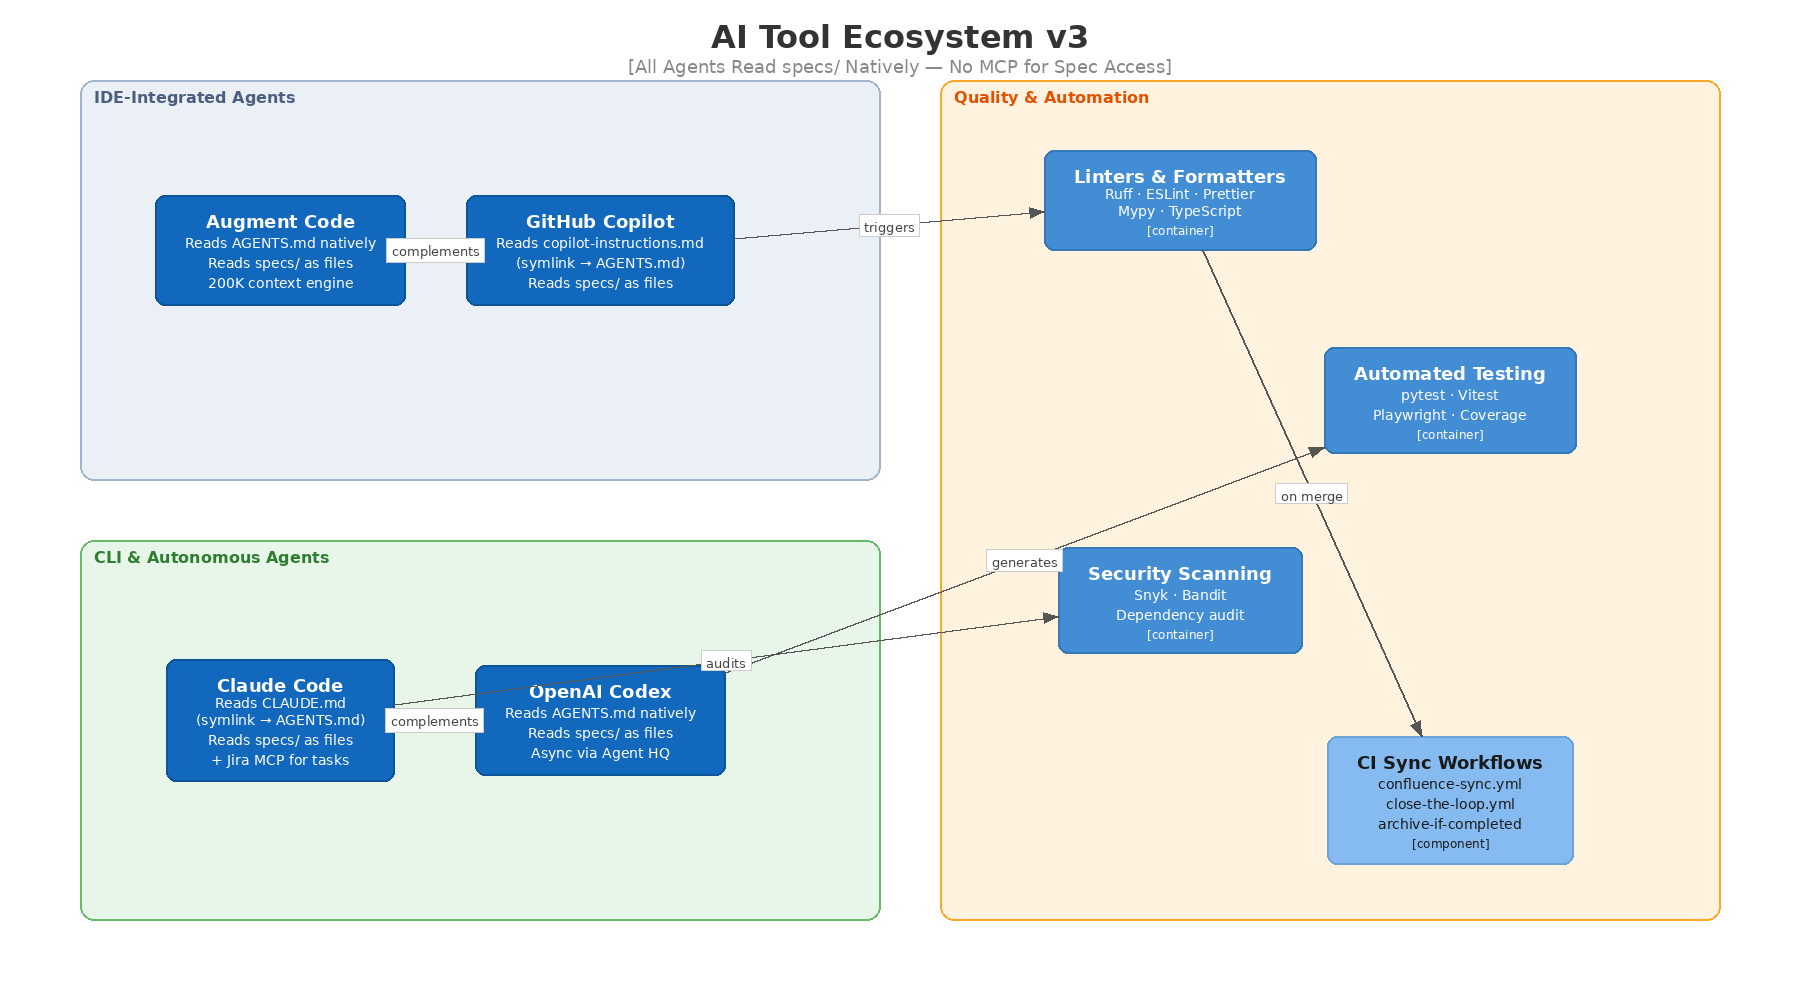 AI Tool Ecosystem v3
[All Agents Read specs/ Natively — No MCP for Spec Access]
IDE-Integrated Agents
Augment Code
Reads AGENTS.md natively
Reads specs/ as files
200K context engine
complements
GitHub Copilot
Reads copilot-instructions.md
(symlink → AGENTS.md)
Reads specs/ as files
triggers
CLI & Autonomous Agents
Claude Code
Reads CLAUDE.md
(symlink → AGENTS.md)
Reads specs/ as files
+ Jira MCP for tasks
complements
OpenAI Codex
Reads AGENTS.md natively
Reads specs/ as files
Async via Agent HQ
audits
generates
Quality & Automation
Linters & Formatters
Ruff · ESLint · Prettier
Mypy · TypeScript
[container]
Automated Testing
pytest · Vitest
Playwright · Coverage
[container]
on merge
Security Scanning
Snyk · Bandit
Dependency audit
[container]
CI Sync Workflows
confluence-sync.yml
close-the-loop.yml
archive-if-completed
[component]